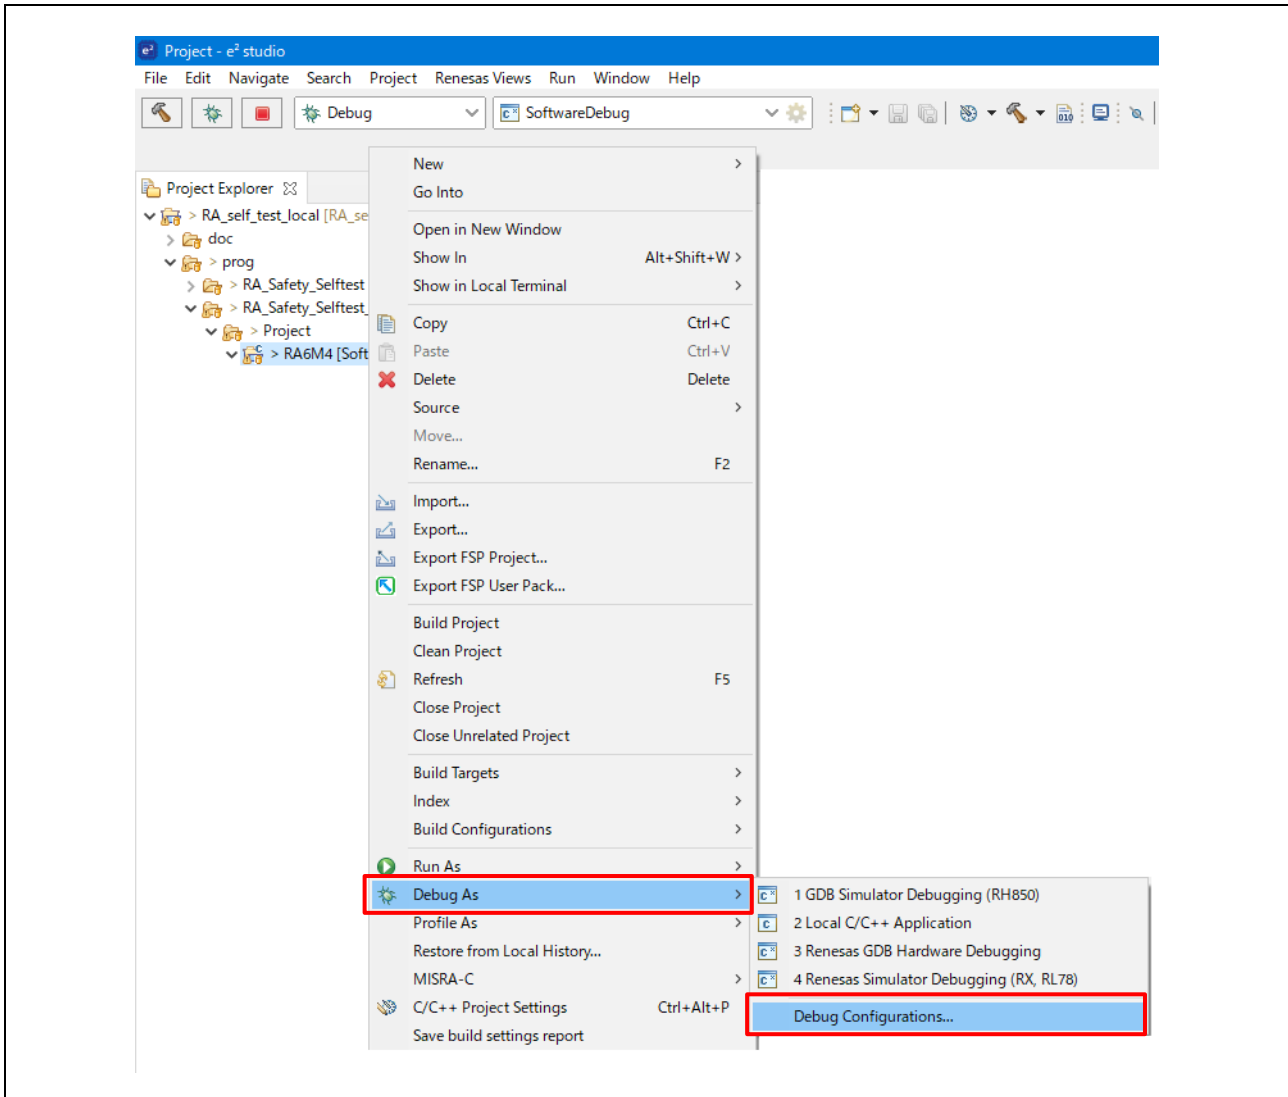 e² Project - e² studio
File Edit Navigate Search Project Renesas Views Run Window Help
Debug SoftwareDebug
Project Explorer
> RA_self_test_local [RA_se
doc
> prog
> RA_Safety_Selftest
> RA_Safety_Selftest_
> Project
> RA6M4 [Soft
New
Go Into
Open in New Window
Show In Alt+Shift+W >
Show in Local Terminal
Copy Ctrl+C
Paste Ctrl+V
Delete Delete
Source
Move...
Rename... F2
Import...
Export...
Export FSP Project...
Export FSP User Pack...
Build Project
Clean Project
Refresh F5
Close Project
Close Unrelated Project
Build Targets
Index
Build Configurations
Run As
Debug As
Profile As
Restore from Local History...
MISRA-C
C/C++ Project Settings Ctrl+Alt+P
Save build settings report
1 GDB Simulator Debugging (RH850)
2 Local C/C++ Application
3 Renesas GDB Hardware Debugging
4 Renesas Simulator Debugging (RX, RL78)
Debug Configurations...